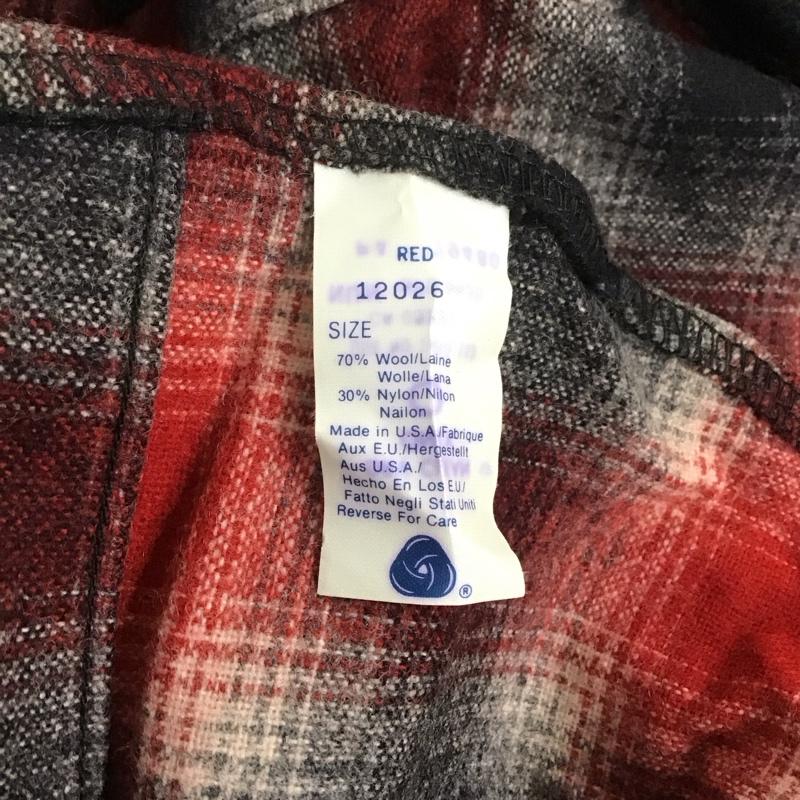 RED
12026
SIZE
70% Wool/Laine
Wolle/Lana
30% Nylon/Nilon
Nailon
Made in U.S.A./Fabrique
Aux E.U./Hergestellt
Aus U.S.A./
Hecho En Los E.U/
Fatto Negli Stati Uniti
Reverse For Care
®